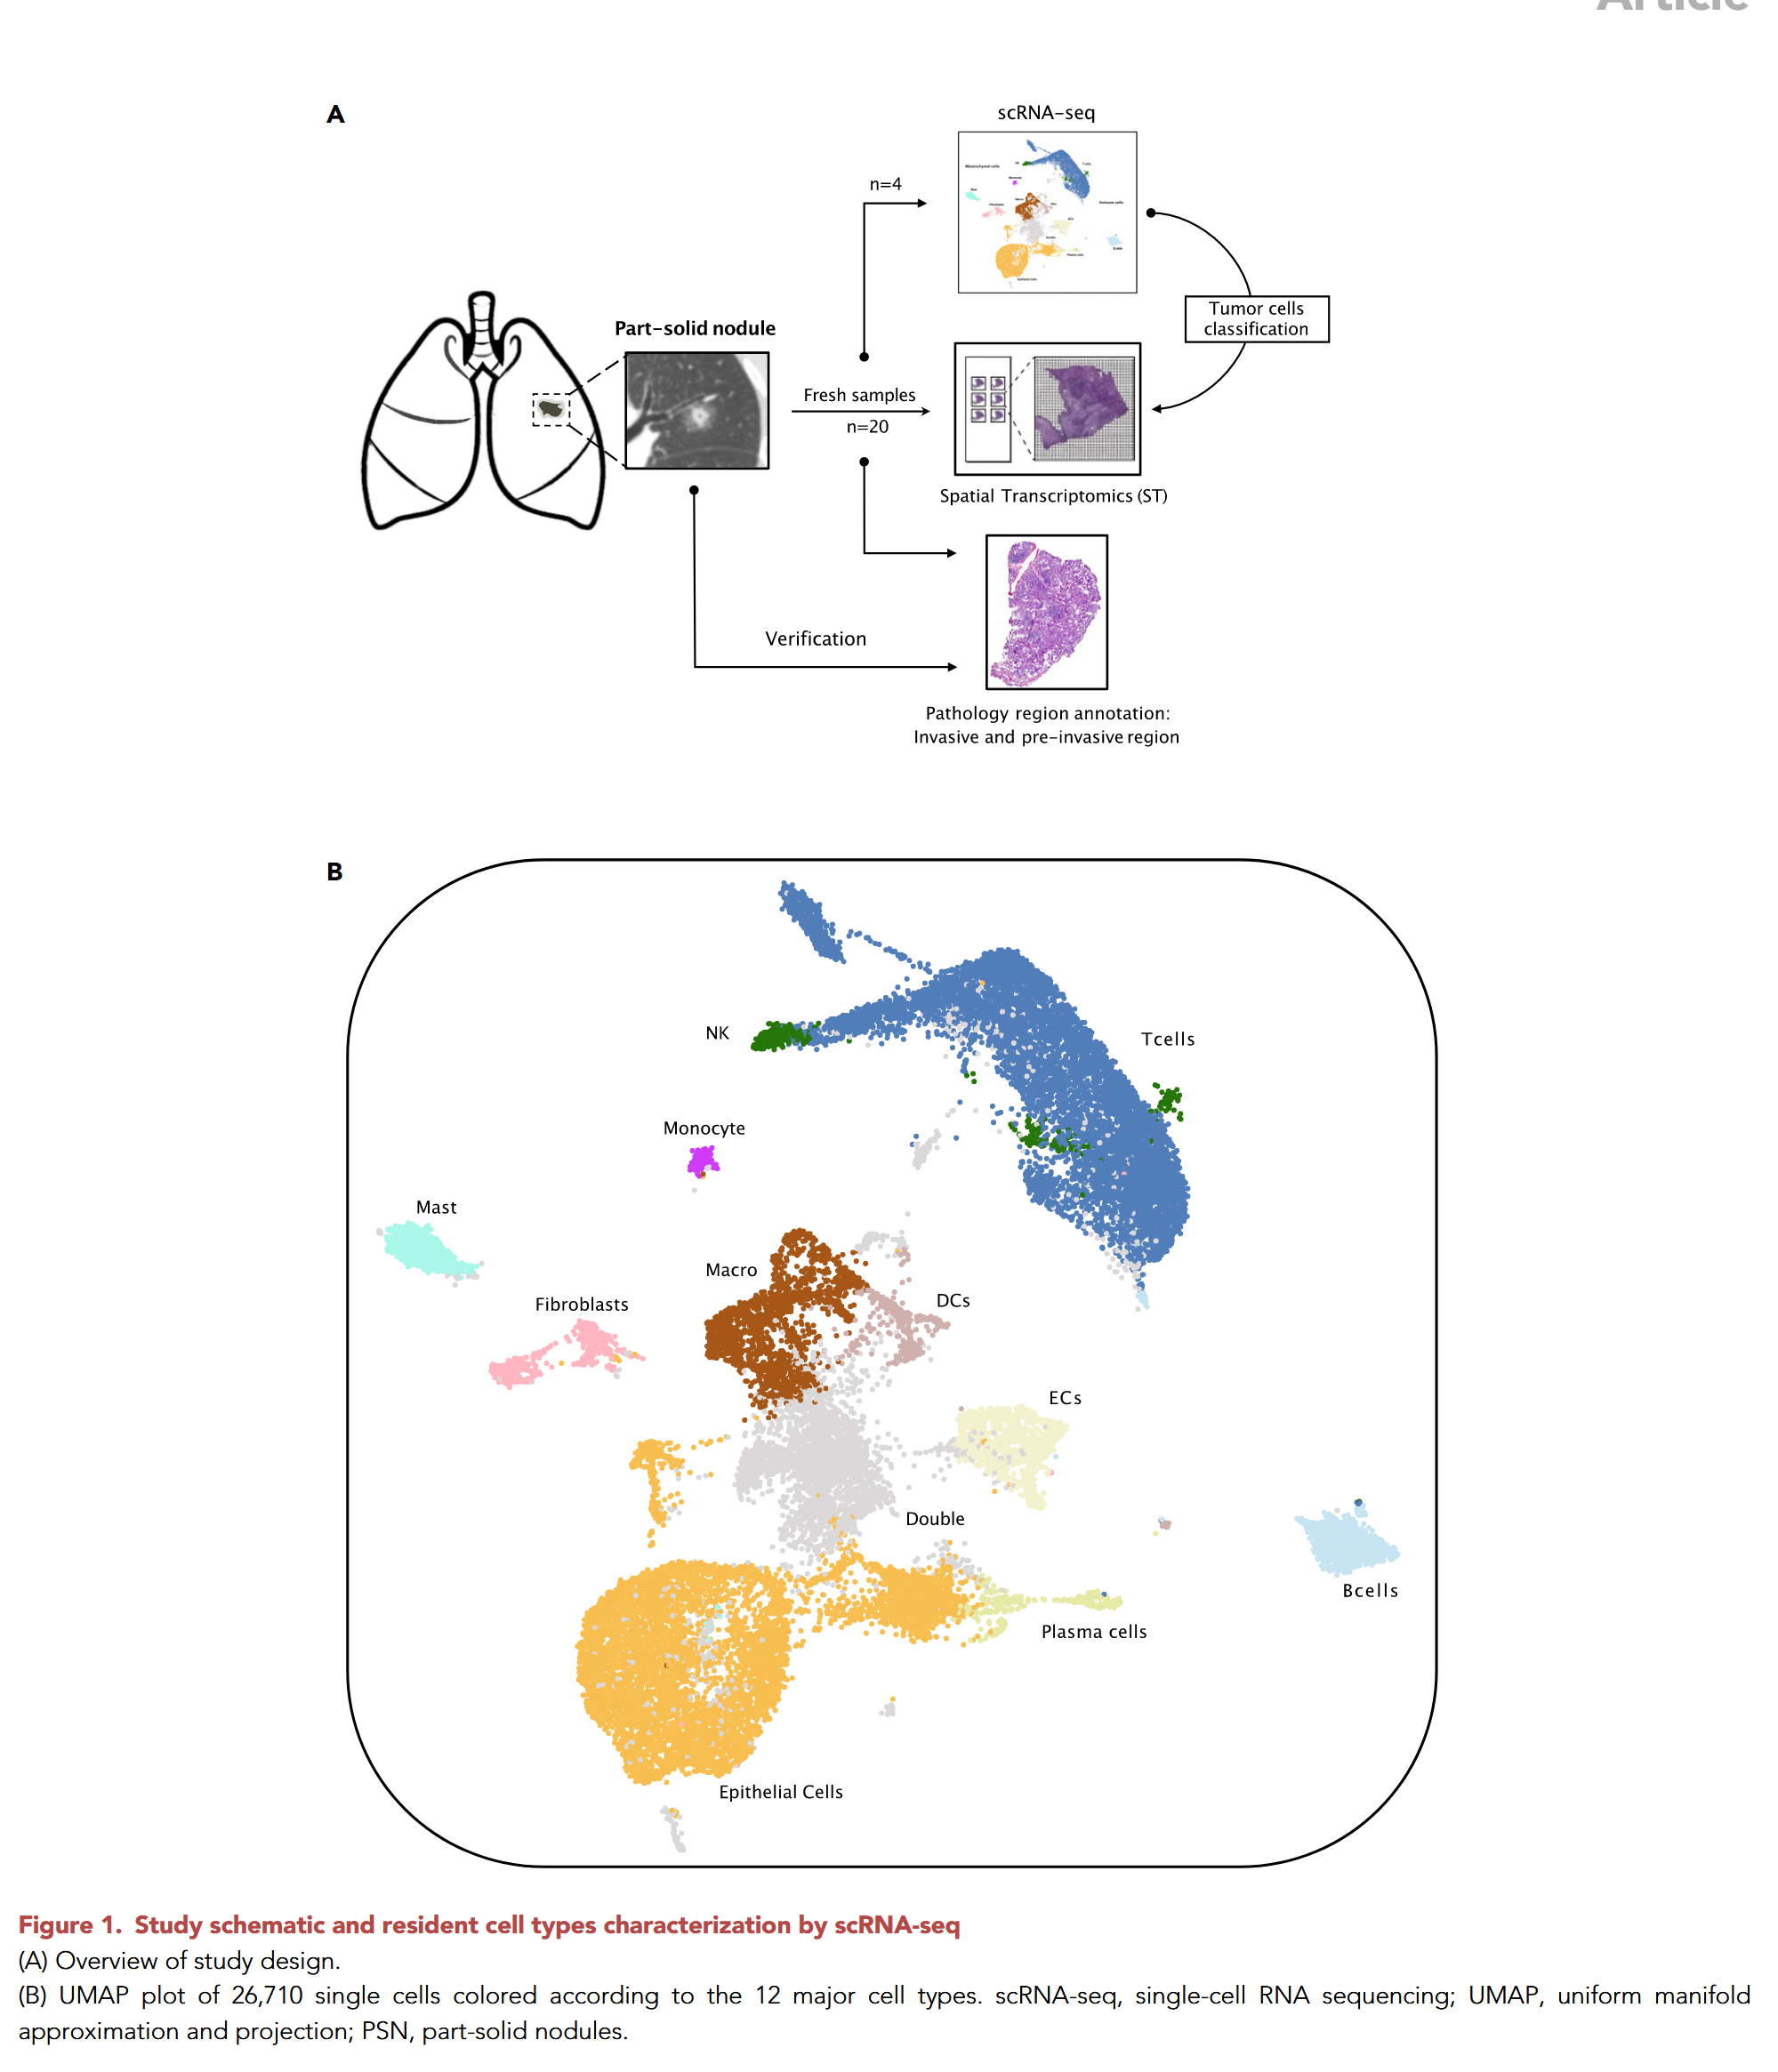 Article
A
scRNA-seq
n=4
Tumor cells
classification
Part-solid nodule
Fresh samples
n=20
Spatial Transcriptomics (ST)
Verification
Pathology region annotation:
Invasive and pre-invasive region
B
NK
Tcells
Monocyte
Mast
Macro
DCs
Fibroblasts
ECs
Double
Bcells
Plasma cells
Epithelial Cells
Figure 1. Study schematic and resident cell types characterization by scRNA-seq
(A) Overview of study design.
(B) UMAP plot of 26,710 single cells colored according to the 12 major cell types. scRNA-seq, single-cell RNA sequencing; UMAP, uniform manifold
approximation and projection; PSN, part-solid nodules.